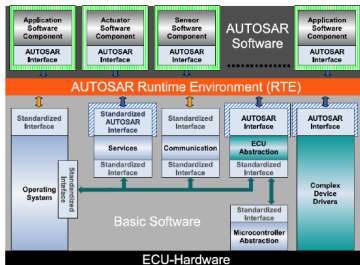 Application
Software
Component
AUTOSAR
Interface
Actuator
Software
Component
AUTOSAR
Interface
Sensor
Software
Component
AUTOSAR
Interface
AUTOSAR
Software
..............
Application
Software
Component
AUTOSAR
Interface
AUTOSAR Runtime Environment (RTE)
Standardized
Interface
Operating
System
Standardized
Interface
Standardized
AUTOSAR
Interface
Services
Standardized
Interface
Standardized
Interface
Communication
Standardized
Interface
AUTOSAR
Interface
ECU
Abstraction
Standardized
Interface
AUTOSAR
Interface
Complex
Device
Drivers
Basic Software
Standardized
Interface
Microcontroller
Abstraction
ECU-Hardware